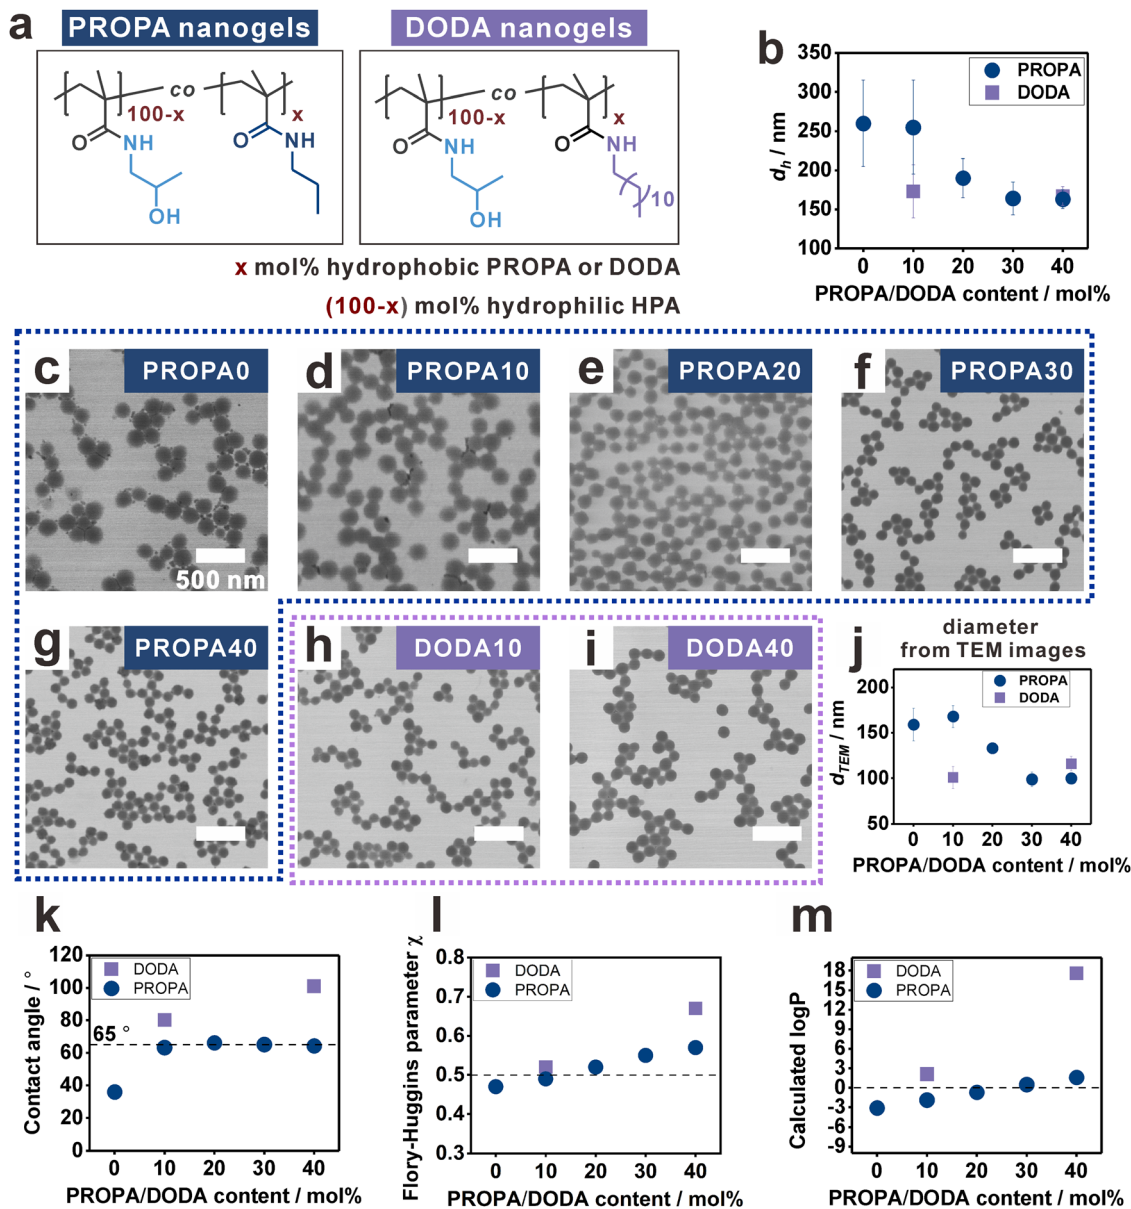 a
PROPA nanogels
DODA nanogels
co
100-x
x
O
NH
NH
OH
co
100-x
x
O
NH
O
NH
OH
10
x mol% hydrophobic PROPA or DODA
(100-x) mol% hydrophilic HPA
b
350
300
250
200
150
100
dh / nm
PROPA
DODA
0 10 20 30 40
PROPA/DODA content / mol%
c
PROPA0
500 nm
d
PROPA10
e
PROPA20
f
PROPA30
g
PROPA40
h
DODA10
i
DODA40
j
diameter
from TEM images
200
150
100
50
dTEM / nm
PROPA
DODA
0 10 20 30 40
PROPA/DODA content / mol%
k
120
100
80
60
40
20
0
Contact angle / °
DODA
PROPA
65 °
0 10 20 30 40
PROPA/DODA content / mol%
l
0.8
0.7
0.6
0.5
0.4
0.3
Flory-Huggins parameter χ
DODA
PROPA
0 10 20 30 40
PROPA/DODA content / mol%
m
18
15
12
9
6
3
0
-3
-6
-9
Calculated logP
DODA
PROPA
0 10 20 30 40
PROPA/DODA content / mol%